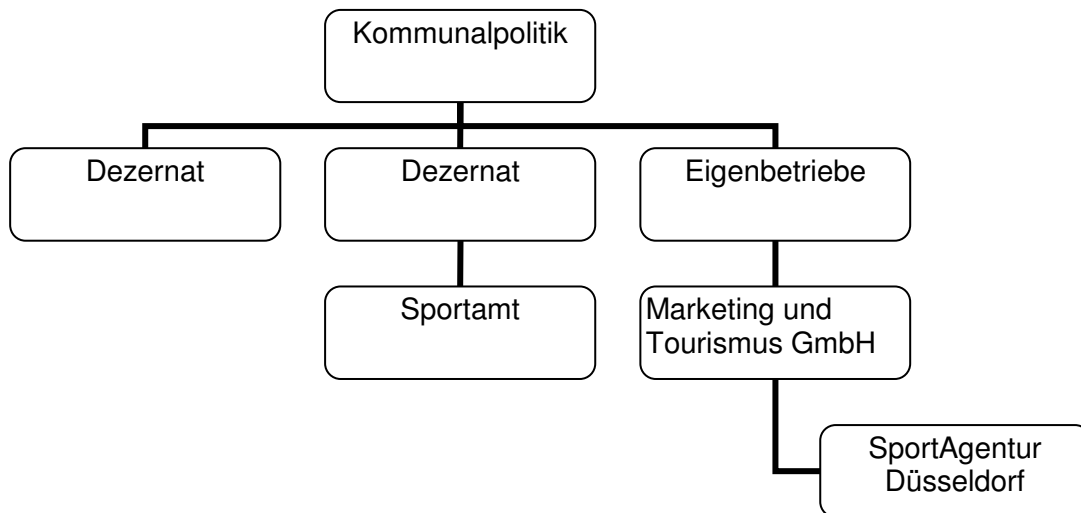 Kommunalpolitik
Dezernat
Dezernat
Eigenbetriebe
Sportamt
Marketing und
Tourismus GmbH
SportAgentur
Düsseldorf